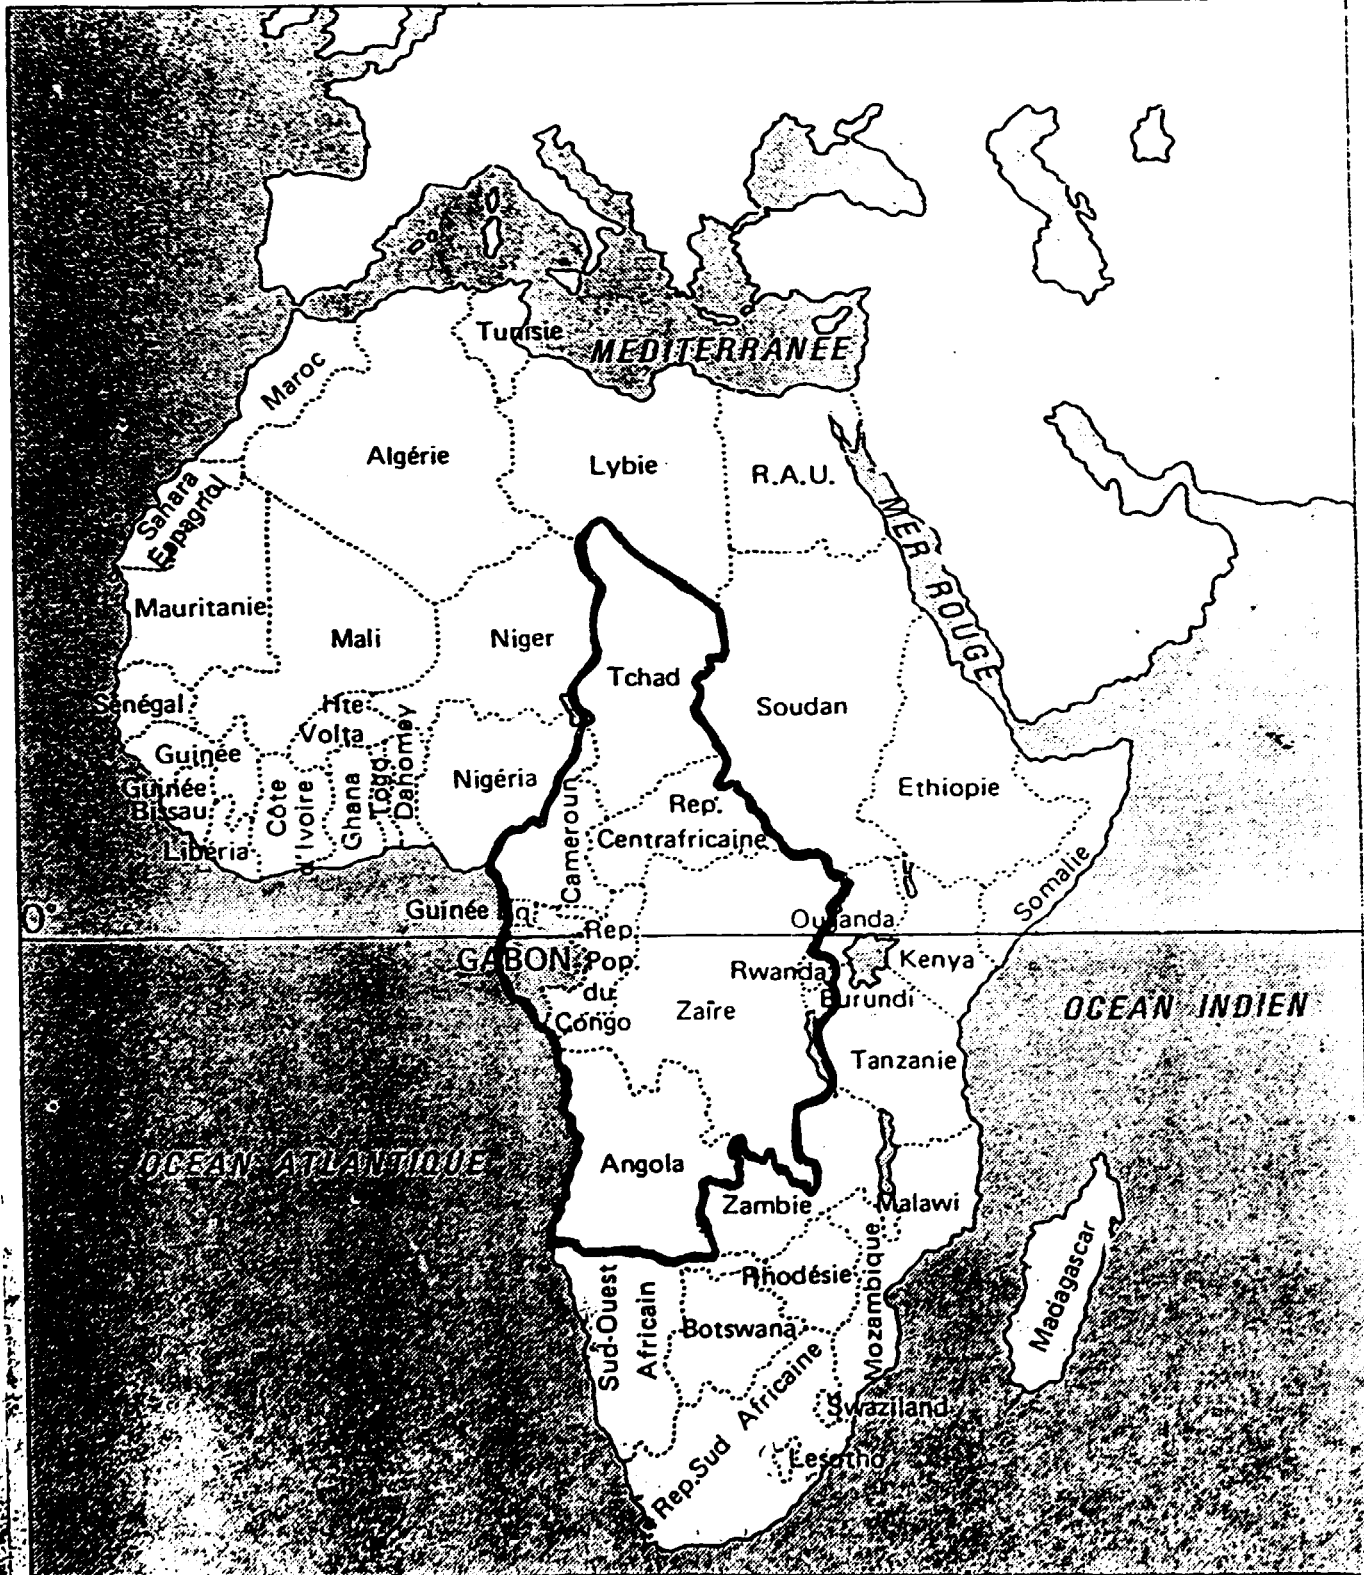 Tunisie
MEDITERRANÉE
Maroc
Algérie
Lybie
R.A.U.
Sahara
Espagnol
MER ROUGE
Mauritanie
Mali
Niger
Tchad
Soudan
Sénégal
Hte
Volta
Guinée
Guinée
Bissau
Libéria
Côte
d'Ivoire
Ghana
Togo
Dahomey
Nigéria
Cameroun
Rep.
Centrafricaine
Ethiopie
Somalie
0°
Guinée Eq
Ouganda
GABON
Rep
Pop
du
Congo
Zaïre
Rwanda
Burundi
Kenya
OCEAN INDIEN
Tanzanie
OCEAN ATLANTIQUE
Angola
Zambie
Malawi
Mozambique
Madagascar
Rhodésie
Sud-Ouest
Africain
Botswana
Swaziland
Lesotho
Rep.Sud Africaine